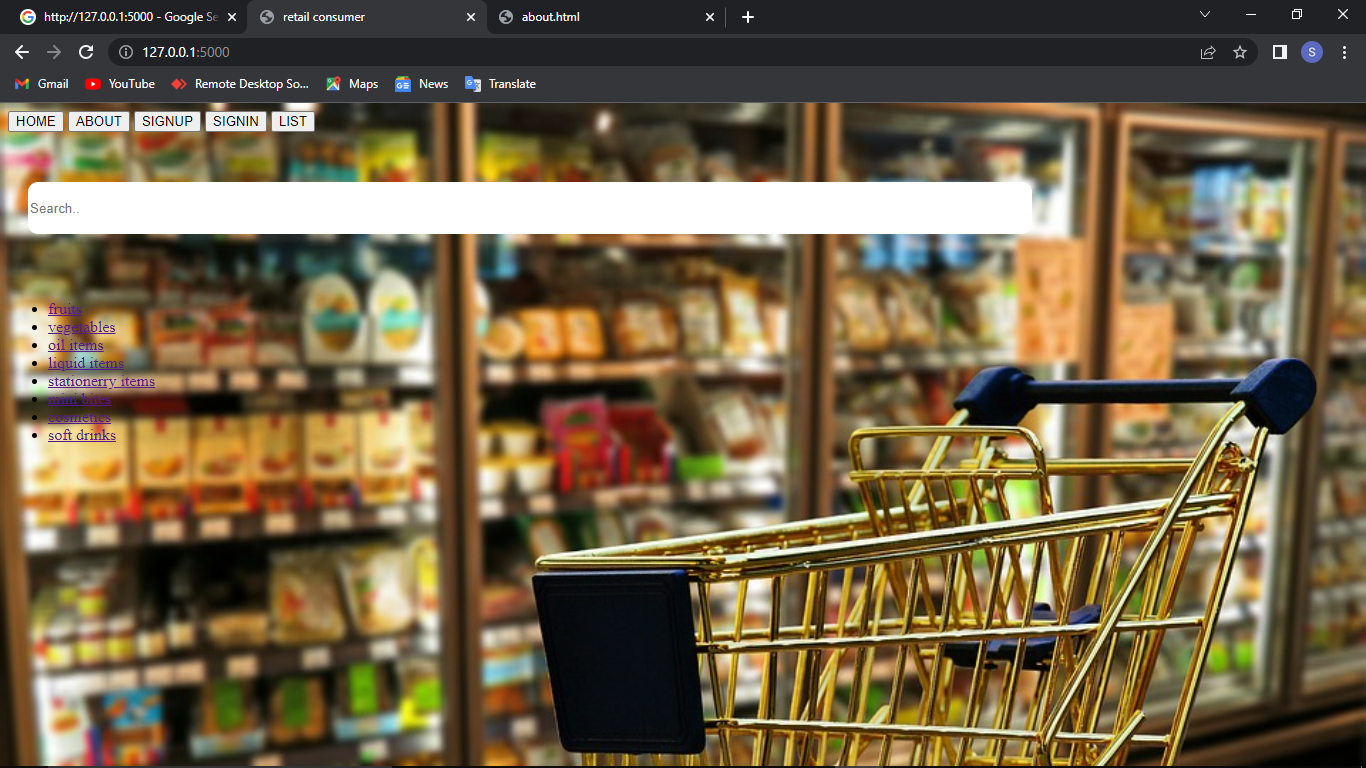 http://127.0.0.1:5000 - Google Se
retail consumer
about.html
127.0.0.1:5000
S
Gmail
YouTube
Remote Desktop So...
Maps
News
Translate
HOME
ABOUT
SIGNUP
SIGNIN
LIST
Search..
fruits
vegetables
oil items
liquid items
stationerry items
cosmetics
soft drinks